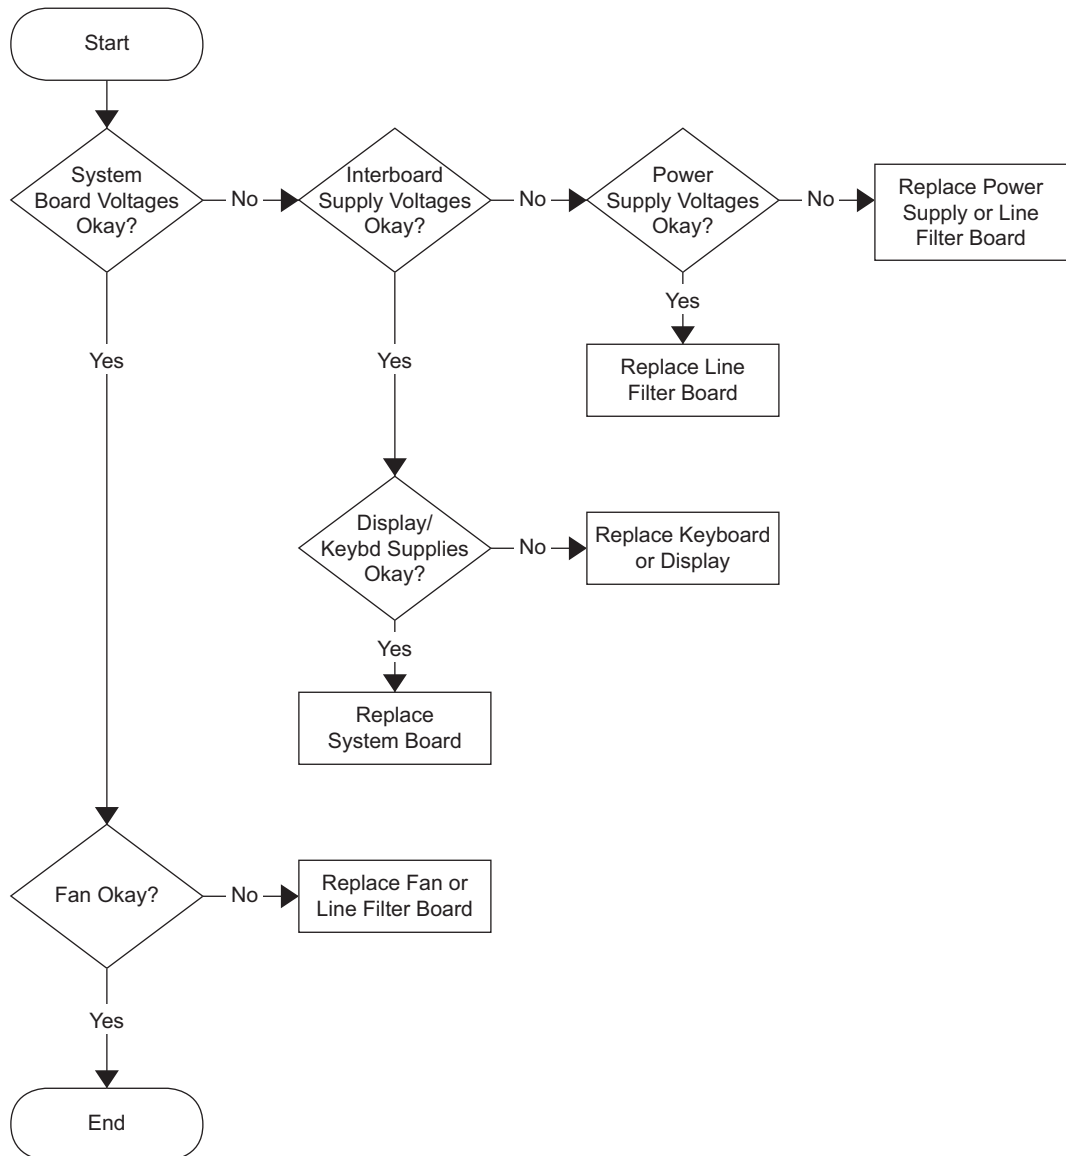 Start
System
Board Voltages
Okay?
No
Interboard
Supply Voltages
Okay?
No
Power
Supply Voltages
Okay?
No
Replace Power
Supply or Line
Filter Board
Yes
Replace Line
Filter Board
Yes
Yes
Display/
Keybd Supplies
Okay?
No
Replace Keyboard
or Display
Yes
Replace
System Board
Fan Okay?
No
Replace Fan or
Line Filter Board
Yes
End